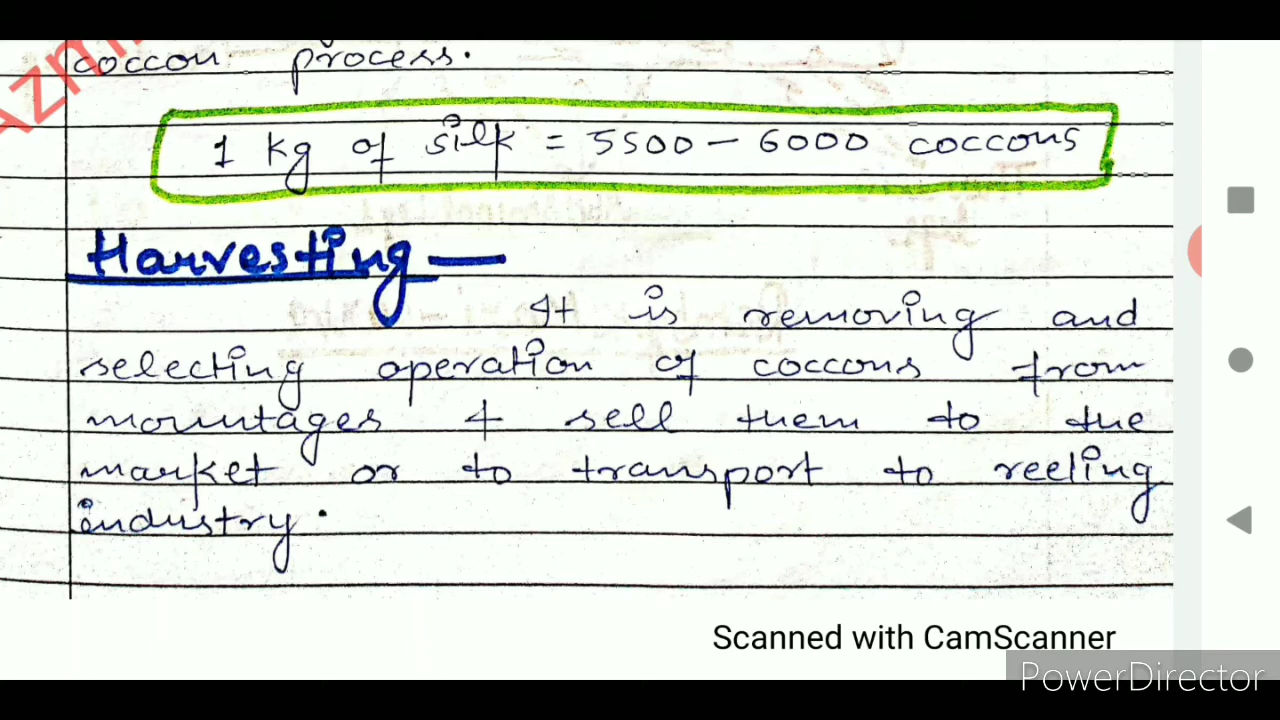 coccon process.
1 kg of silk = 5500 - 6000 coccons
Harvesting —
It is removing and
selecting operation of coccons from
mountages & sell them to the
market or to transport to reeling
industry.
Scanned with CamScanner
PowerDirector